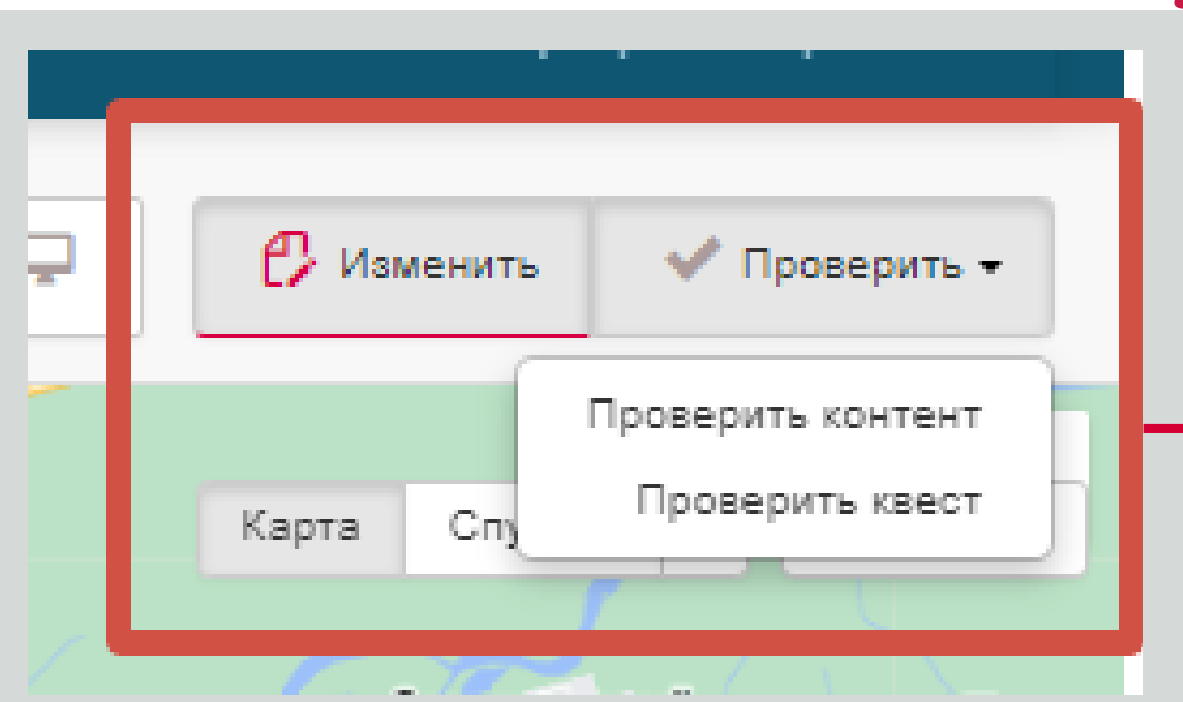 Изменить
Проверить
Проверить контент
Проверить квест
Карта